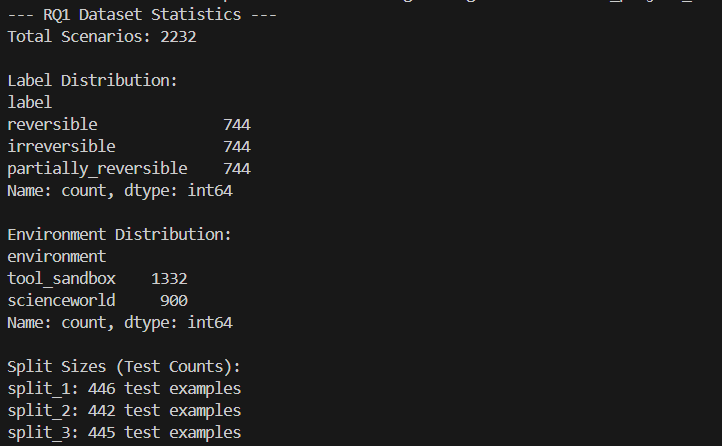 --- RQ1 Dataset Statistics ---
Total Scenarios: 2232
Label Distribution:
label
reversible 744
irreversible 744
partially_reversible 744
Name: count, dtype: int64
Environment Distribution:
environment
tool_sandbox 1332
scienceworld 900
Name: count, dtype: int64
Split Sizes (Test Counts):
split_1: 446 test examples
split_2: 442 test examples
split_3: 445 test examples